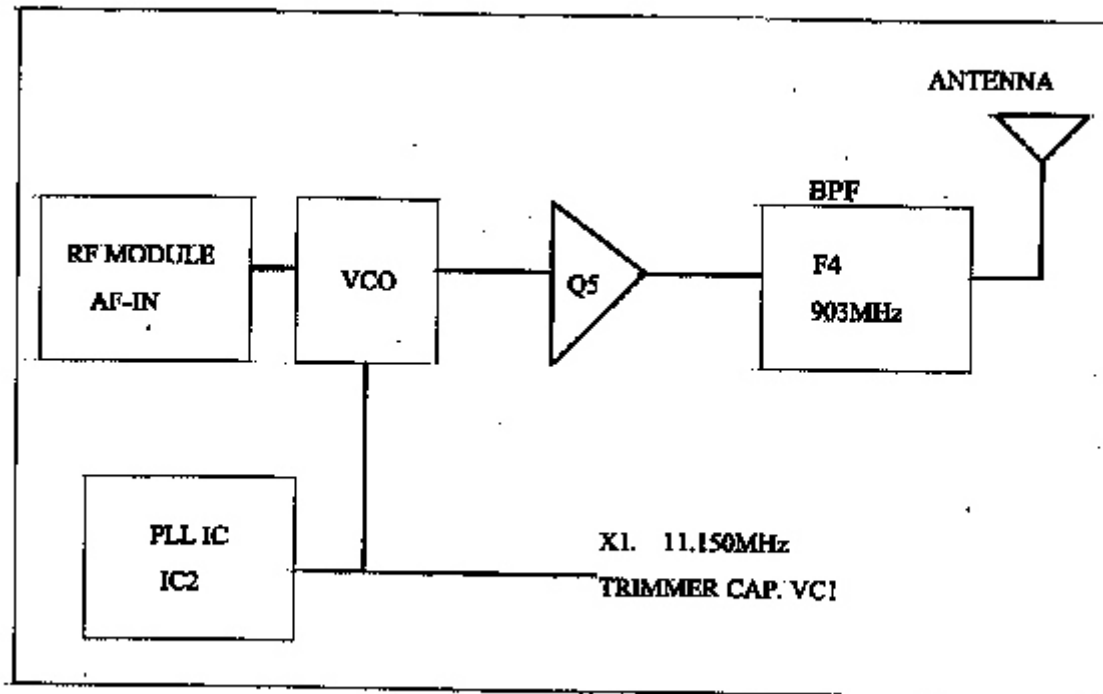 ANTENNA
BPF
RF MODULE
AF-IN
VCO
Q5
F4
903MHz
PLL IC
IC2
X1. 11.150MHz
TRIMMER CAP. VC1